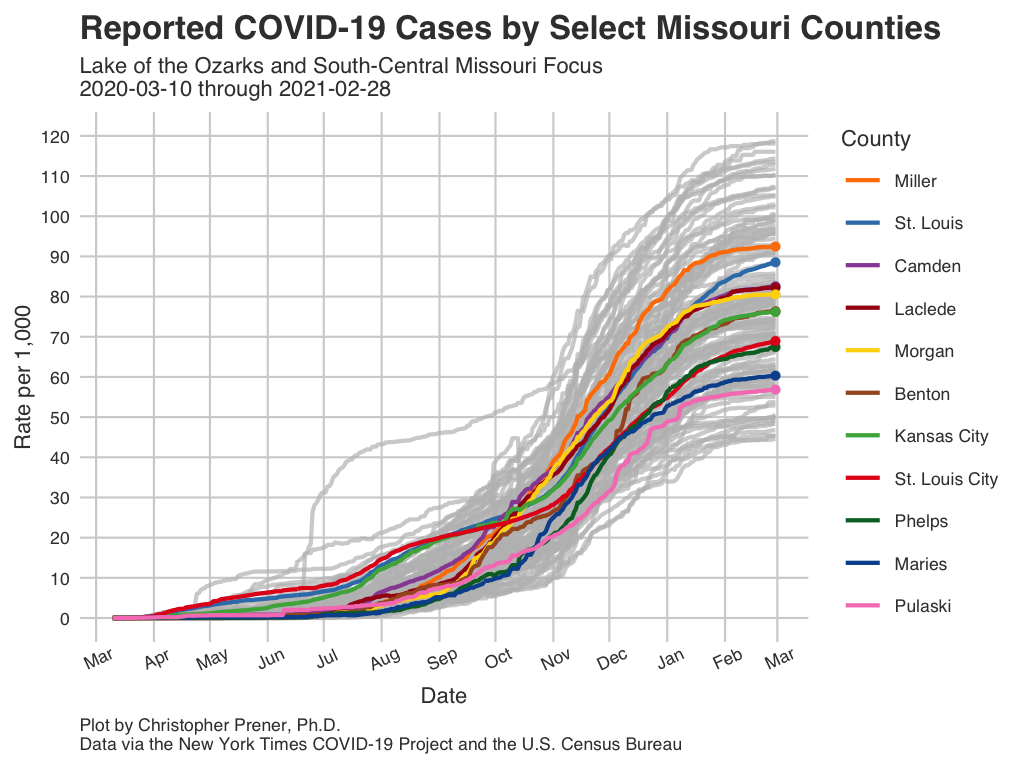 Reported COVID-19 Cases by Select Missouri Counties
Lake of the Ozarks and South-Central Missouri Focus
2020-03-10 through 2021-02-28
120
110
100
90
80
70
60
50
40
30
20
10
0
Rate per 1,000
Mar Apr May Jun Jul Aug Sep Oct Nov Dec Jan Feb Mar
Date
County
Miller
St. Louis
Camden
Laclede
Morgan
Benton
Kansas City
St. Louis City
Phelps
Maries
Pulaski
Plot by Christopher Prener, Ph.D.
Data via the New York Times COVID-19 Project and the U.S. Census Bureau